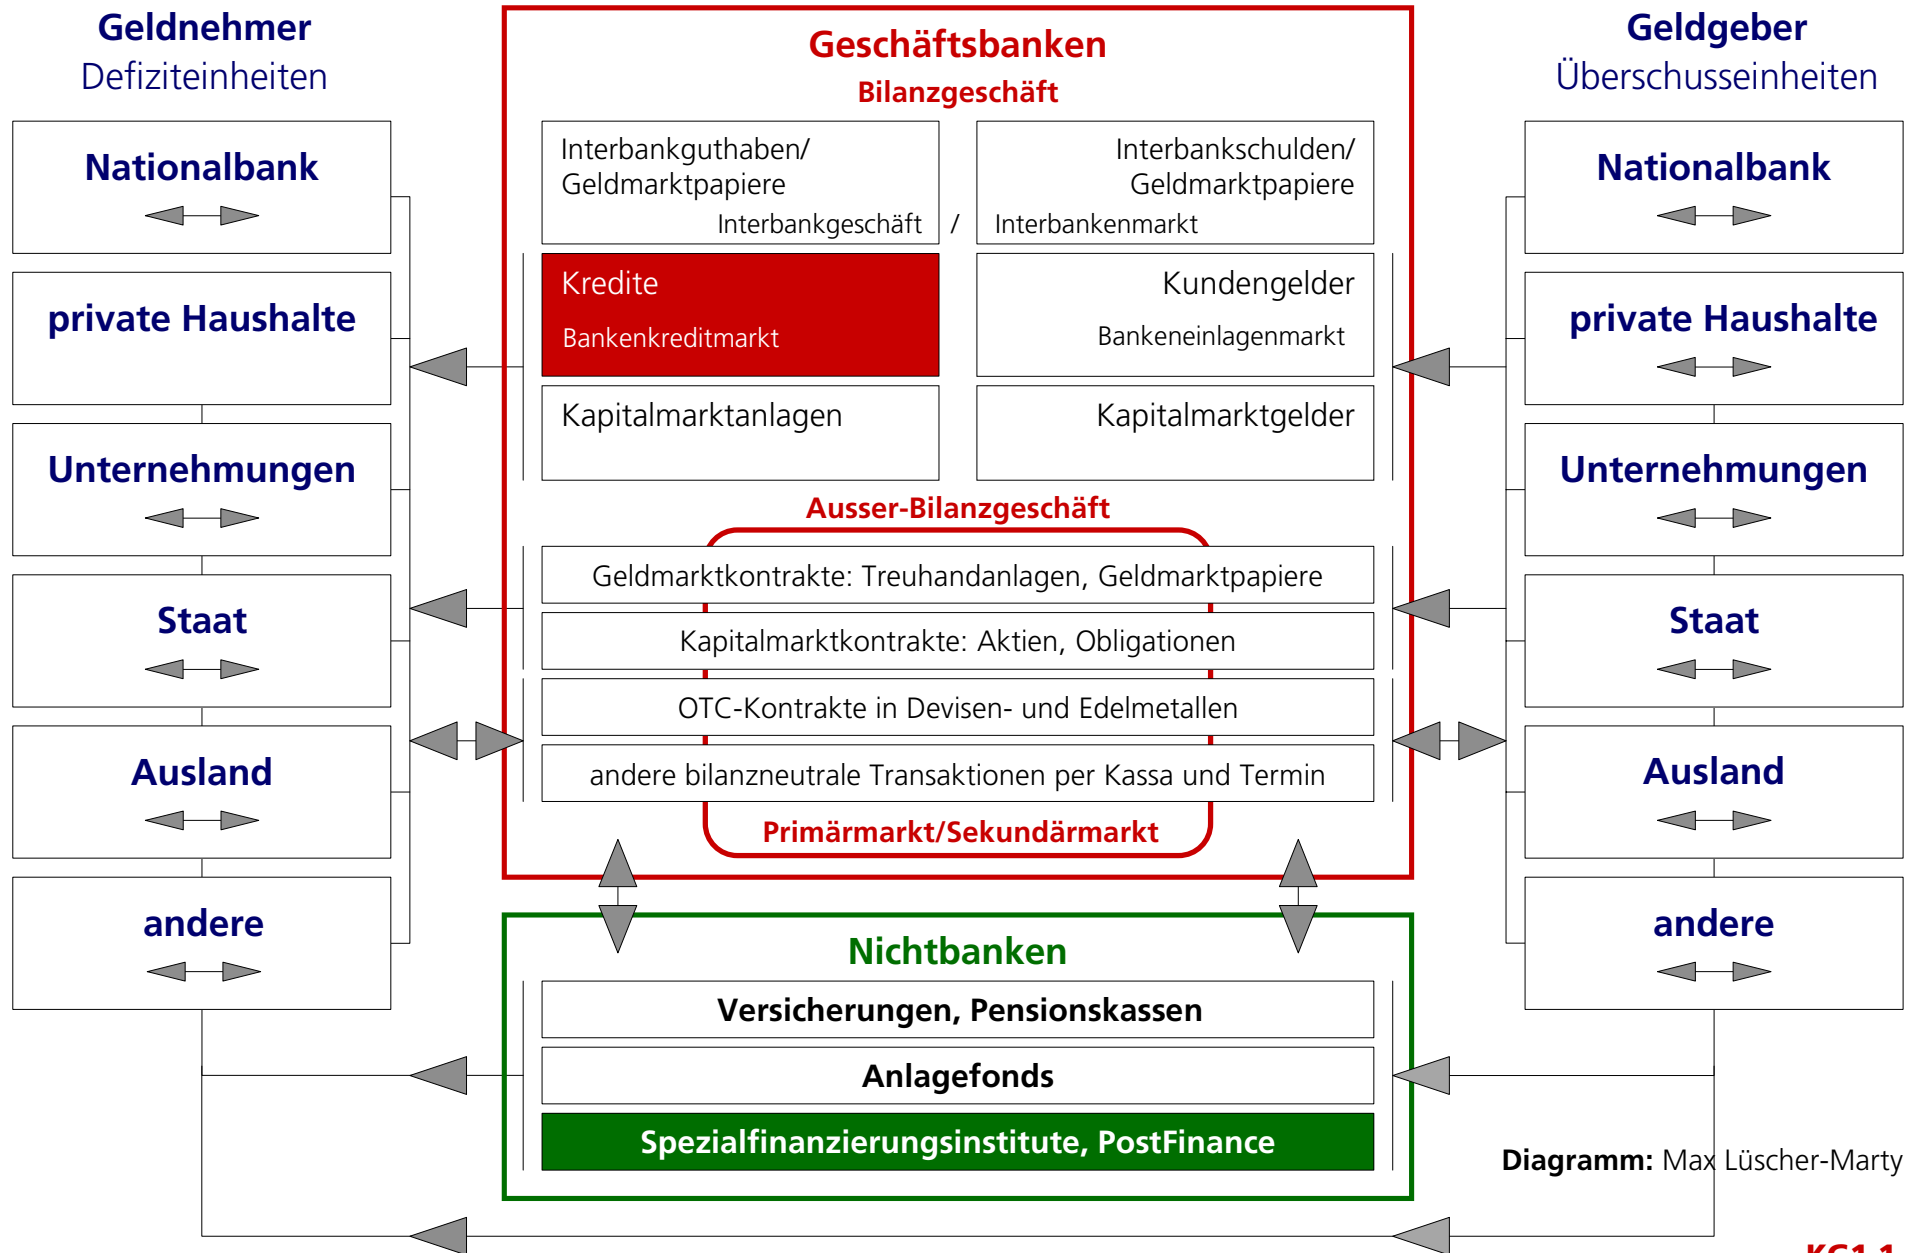 Geldnehmer
Defiziteinheiten
Nationalbank
private Haushalte
Unternehmungen
Staat
Ausland
andere
Geschäftsbanken
Bilanzgeschäft
Interbankguthaben/
Geldmarktpapiere
Interbankgeschäft / Interbankenmarkt
Interbankschulden/
Geldmarktpapiere
Kredite
Bankenkreditmarkt
Kundengelder
Bankeneinlagenmarkt
Kapitalmarktanlagen
Kapitalmarktgelder
Ausser-Bilanzgeschäft
Geldmarktkontrakte: Treuhandanlagen, Geldmarktpapiere
Kapitalmarktkontrakte: Aktien, Obligationen
OTC-Kontrakte in Devisen- und Edelmetallen
andere bilanzneutrale Transaktionen per Kassa und Termin
Primärmarkt/Sekundärmarkt
Nichtbanken
Versicherungen, Pensionskassen
Anlagefonds
Spezialfinanzierungsinstitute, PostFinance
Geldgeber
Überschusseinheiten
Nationalbank
private Haushalte
Unternehmungen
Staat
Ausland
andere
Diagramm: Max Lüscher-Marty